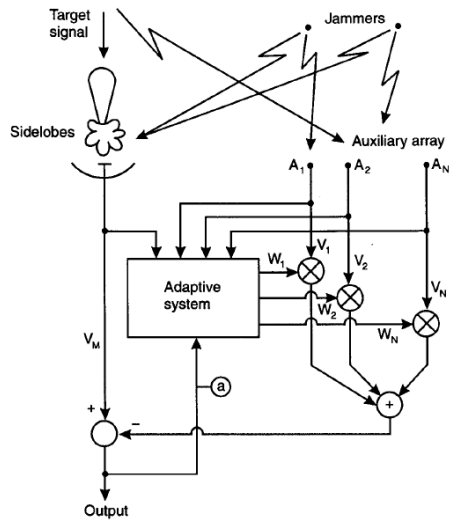 Target
signal
Jammers
Sidelobes
Auxiliary array
A1
A2
AN
V1
V2
VN
W1
W2
WN
Adaptive
system
VM
a
+
−
+
Output